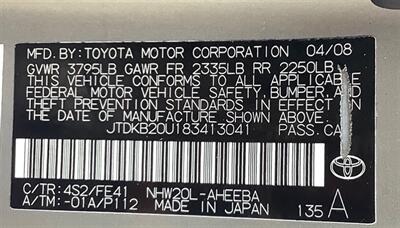 MFD. BY: TOYOTA MOTOR CORPORATION 04/08
GVWR 3795LB GAWR FR 2335LB RR 2250LB
THIS VEHICLE CONFORMS TO ALL APPLICABLE
FEDERAL MOTOR VEHICLE SAFETY, BUMPER, AND
THEFT PREVENTION STANDARDS IN EFFECT ON
THE DATE OF MANUFACTURE SHOWN ABOVE.
JTDKB20U183413041 PASS. CAR
TOYOTA
C/TR: 4S2/FE41 NHW20L-AHEEBA
A/TM: -01A/P112 MADE IN JAPAN 135 A